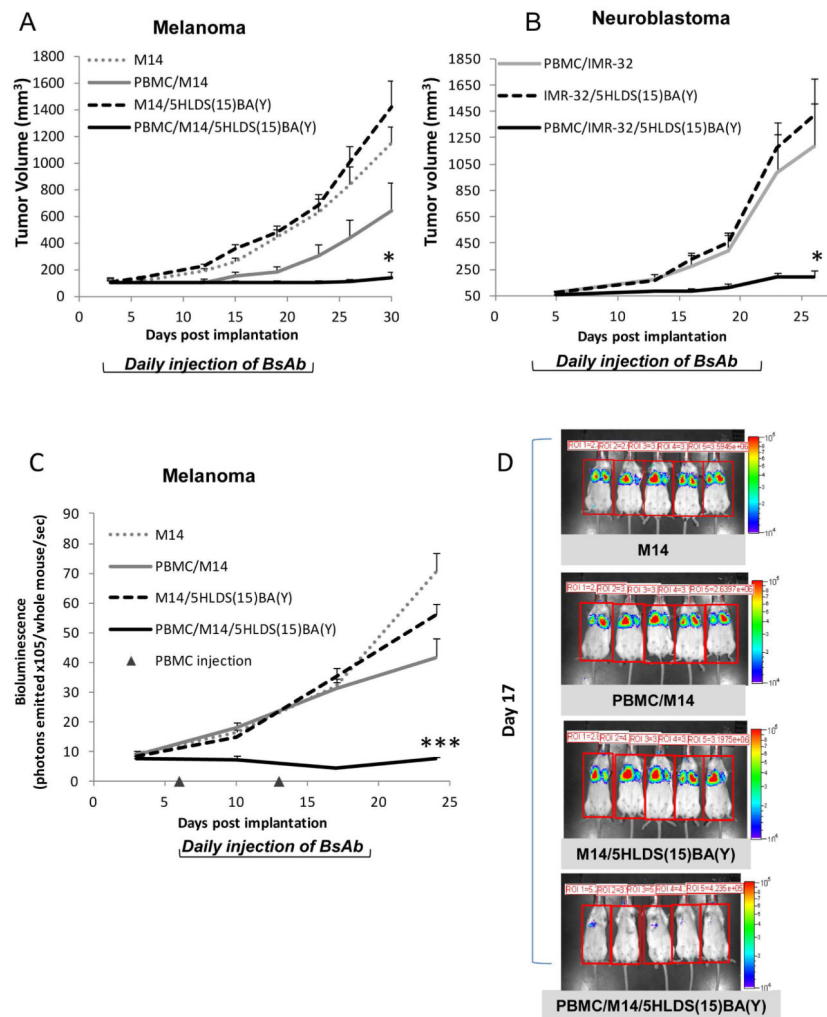 A
Melanoma
M14
PBMC/M14
M14/5HLDS(15)BA(Y)
PBMC/M14/5HLDS(15)BA(Y)
Tumor Volume (mm³)
1800
1600
1400
1200
1000
800
600
400
200
0
*
0 5 10 15 20 25 30
Days post implantation
Daily injection of BsAb
B
Neuroblastoma
PBMC/IMR-32
IMR-32/5HLDS(15)BA(Y)
PBMC/IMR-32/5HLDS(15)BA(Y)
Tumor volume (mm³)
1850
1650
1450
1250
1050
850
650
450
250
50
*
0 5 10 15 20 25
Days post implantation
Daily injection of BsAb
C
Melanoma
M14
PBMC/M14
M14/5HLDS(15)BA(Y)
PBMC/M14/5HLDS(15)BA(Y)
PBMC injection
Bioluminescence
(photons emitted x105/whole mouse/sec)
90
80
70
60
50
40
30
20
10
0
***
0 5 10 15 20 25
Days post implantation
Daily injection of BsAb
D
Day 17
M14
PBMC/M14
M14/5HLDS(15)BA(Y)
PBMC/M14/5HLDS(15)BA(Y)